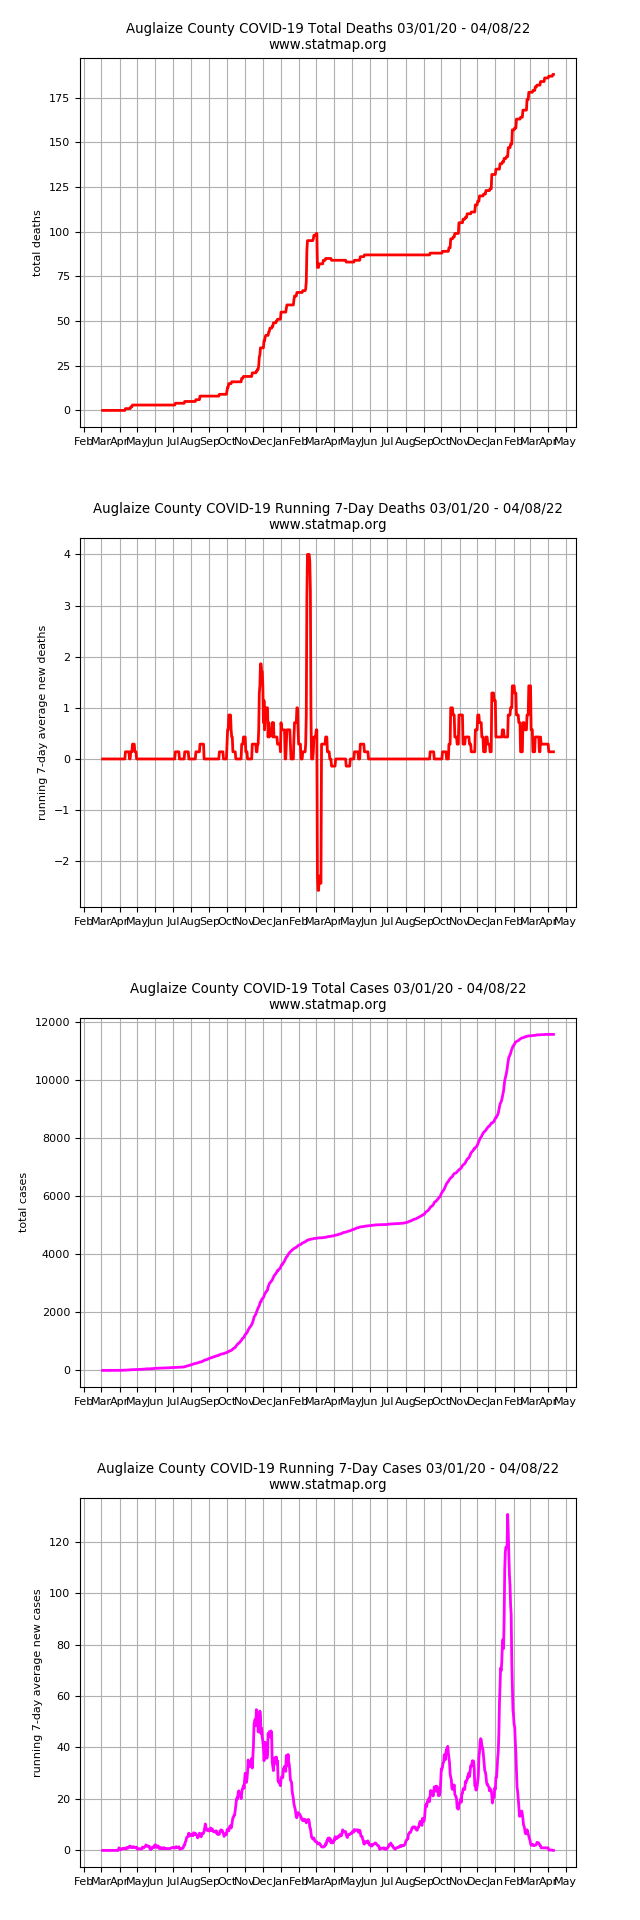 Auglaize County COVID-19 Total Deaths 03/01/20 - 04/08/22
www.statmap.org
175
150
125
100
75
50
25
0
total deaths
Feb Mar Apr May Jun Jul Aug Sep Oct Nov Dec Jan Feb Mar Apr May Jun Jul Aug Sep Oct Nov Dec Jan Feb Mar Apr May
Auglaize County COVID-19 Running 7-Day Deaths 03/01/20 - 04/08/22
www.statmap.org
4
3
2
1
0
−1
−2
running 7-day average new deaths
Feb Mar Apr May Jun Jul Aug Sep Oct Nov Dec Jan Feb Mar Apr May Jun Jul Aug Sep Oct Nov Dec Jan Feb Mar Apr May
Auglaize County COVID-19 Total Cases 03/01/20 - 04/08/22
www.statmap.org
12000
10000
8000
6000
4000
2000
0
total cases
Feb Mar Apr May Jun Jul Aug Sep Oct Nov Dec Jan Feb Mar Apr May Jun Jul Aug Sep Oct Nov Dec Jan Feb Mar Apr May
Auglaize County COVID-19 Running 7-Day Cases 03/01/20 - 04/08/22
www.statmap.org
120
100
80
60
40
20
0
running 7-day average new cases
Feb Mar Apr May Jun Jul Aug Sep Oct Nov Dec Jan Feb Mar Apr May Jun Jul Aug Sep Oct Nov Dec Jan Feb Mar Apr May